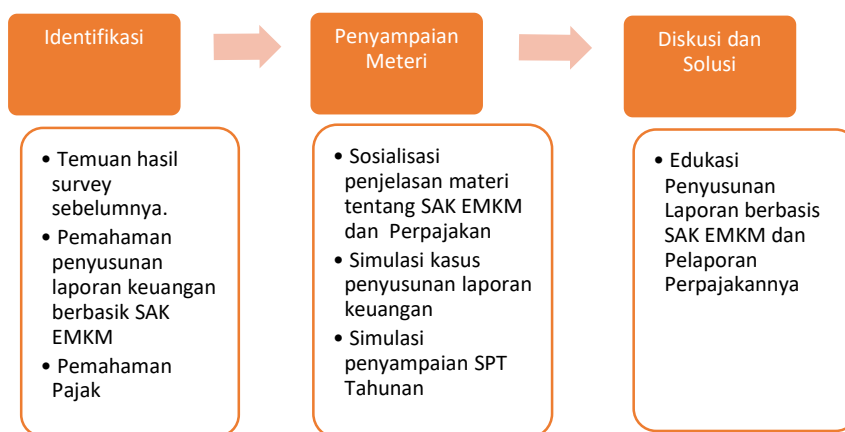 Identifikasi
• Temuan hasil
survey
sebelumnya.
• Pemahaman
penyusunan
laporan keuangan
berbasik SAK
EMKM
• Pemahaman
Pajak
Penyampaian
Meteri
• Sosialisasi
penjelasan materi
tentang SAK EMKM
dan Perpajakan
• Simulasi kasus
penyusunan laporan
keuangan
• Simulasi
penyampaian SPT
Tahunan
Diskusi dan
Solusi
• Edukasi
Penyusunan
Laporan berbasis
SAK EMKM dan
Pelaporan
Perpajakannya